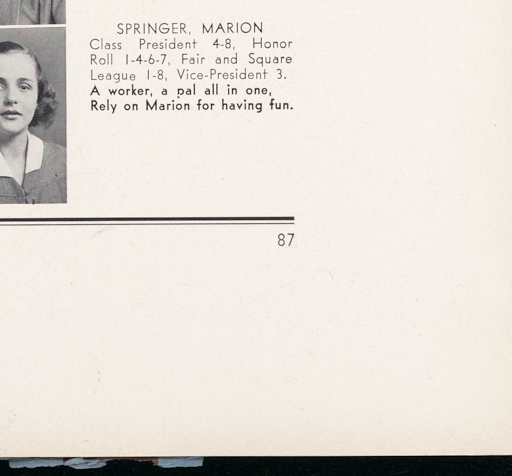 SPRINGER, MARION
Class President 4-8, Honor
Roll 1-4-6-7, Fair and Square
League 1-8, Vice-President 3.
A worker, a pal all in one,
Rely on Marion for having fun.
87